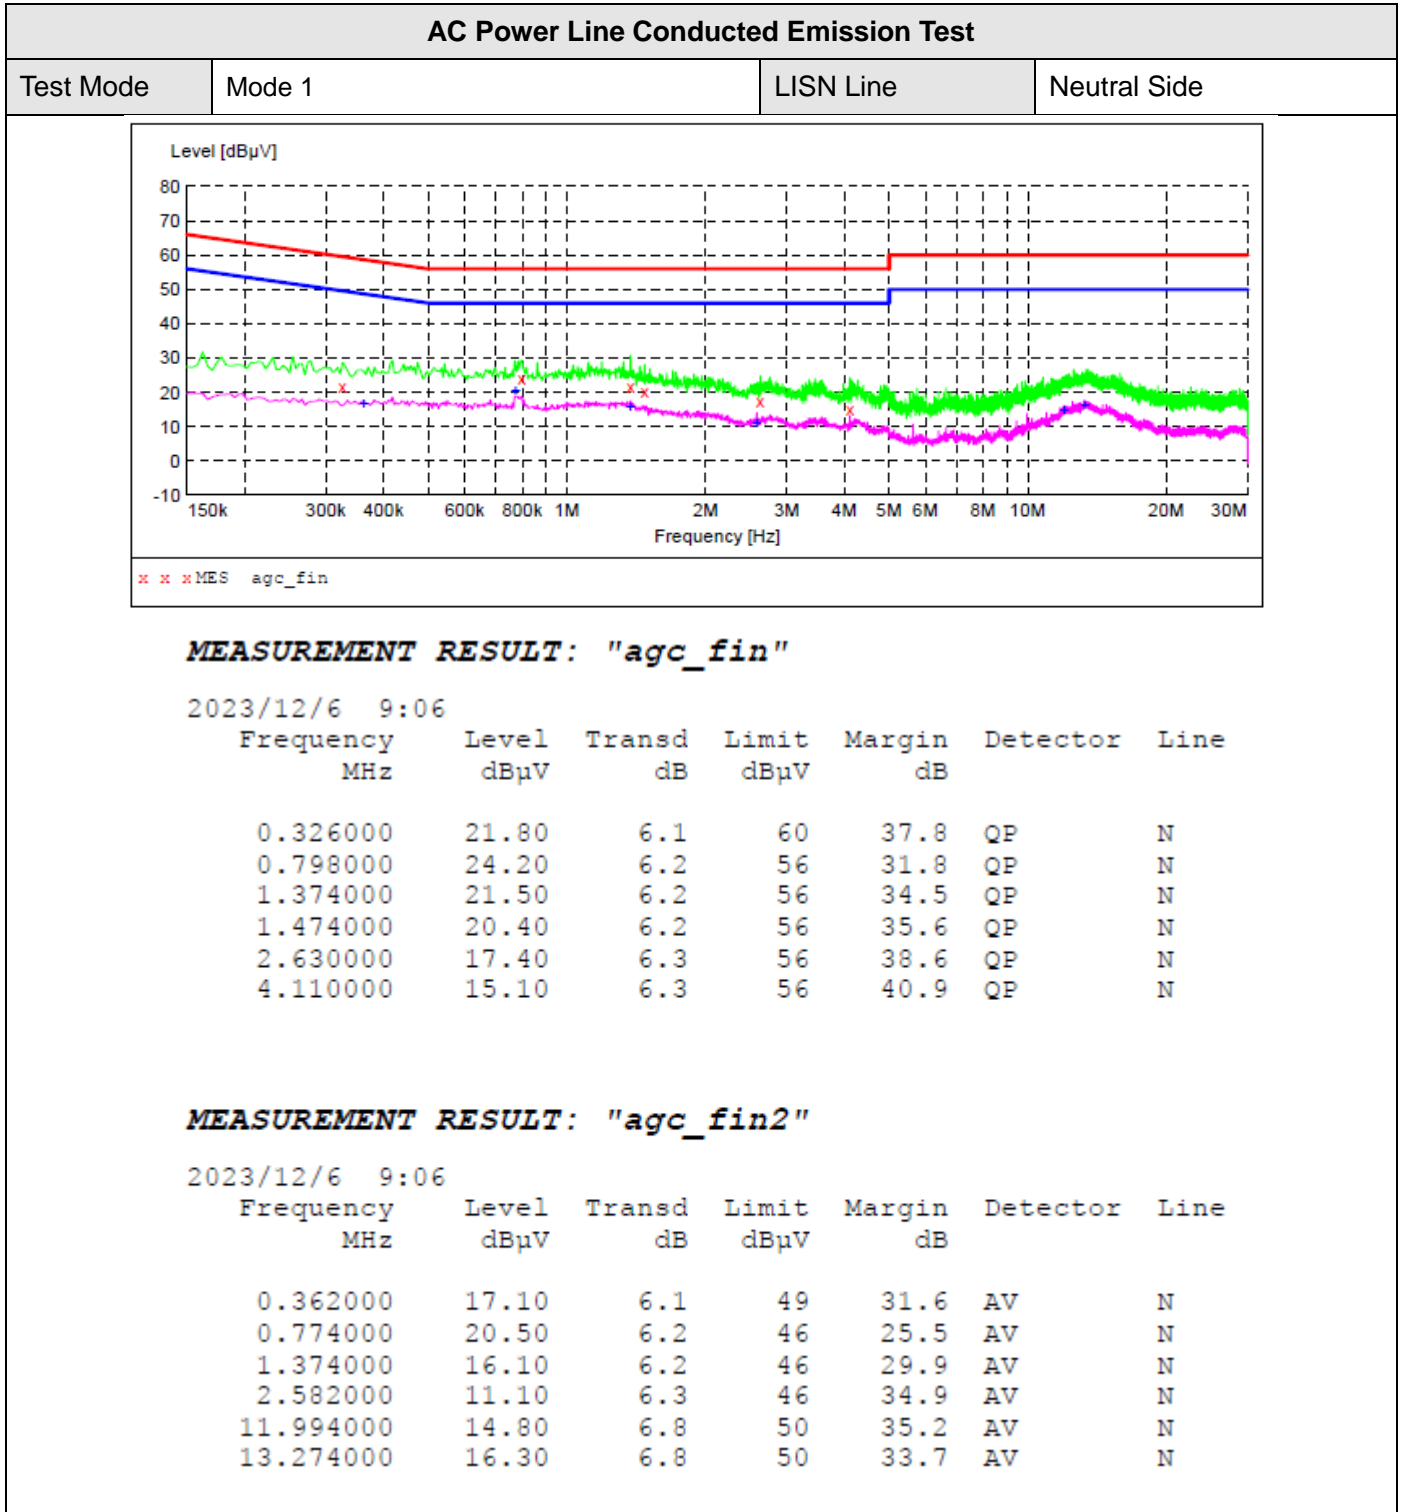 AC Power Line Conducted Emission Test
Test Mode Mode 1 LISN Line Neutral Side
Level [dBµV]
80
70
60
50
40
30
20
10
0
-10
150k 300k 400k 600k 800k 1M 2M 3M 4M 5M 6M 8M 10M 20M 30M
Frequency [Hz]
x x x MES agc_fin
MEASUREMENT RESULT: "agc_fin"
2023/12/6 9:06
Frequency Level Transd Limit Margin Detector Line
MHz dBµV dB dBµV dB
0.326000 21.80 6.1 60 37.8 QP N
0.798000 24.20 6.2 56 31.8 QP N
1.374000 21.50 6.2 56 34.5 QP N
1.474000 20.40 6.2 56 35.6 QP N
2.630000 17.40 6.3 56 38.6 QP N
4.110000 15.10 6.3 56 40.9 QP N
MEASUREMENT RESULT: "agc_fin2"
2023/12/6 9:06
Frequency Level Transd Limit Margin Detector Line
MHz dBµV dB dBµV dB
0.362000 17.10 6.1 49 31.6 AV N
0.774000 20.50 6.2 46 25.5 AV N
1.374000 16.10 6.2 46 29.9 AV N
2.582000 11.10 6.3 46 34.9 AV N
11.994000 14.80 6.8 50 35.2 AV N
13.274000 16.30 6.8 50 33.7 AV N